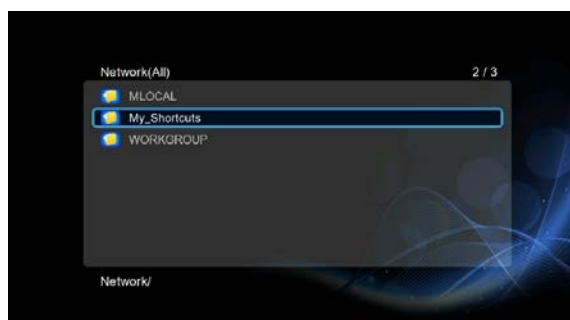 Network(All) 2 / 3
MLOCAL
My_Shortcuts
WORKGROUP
Network/